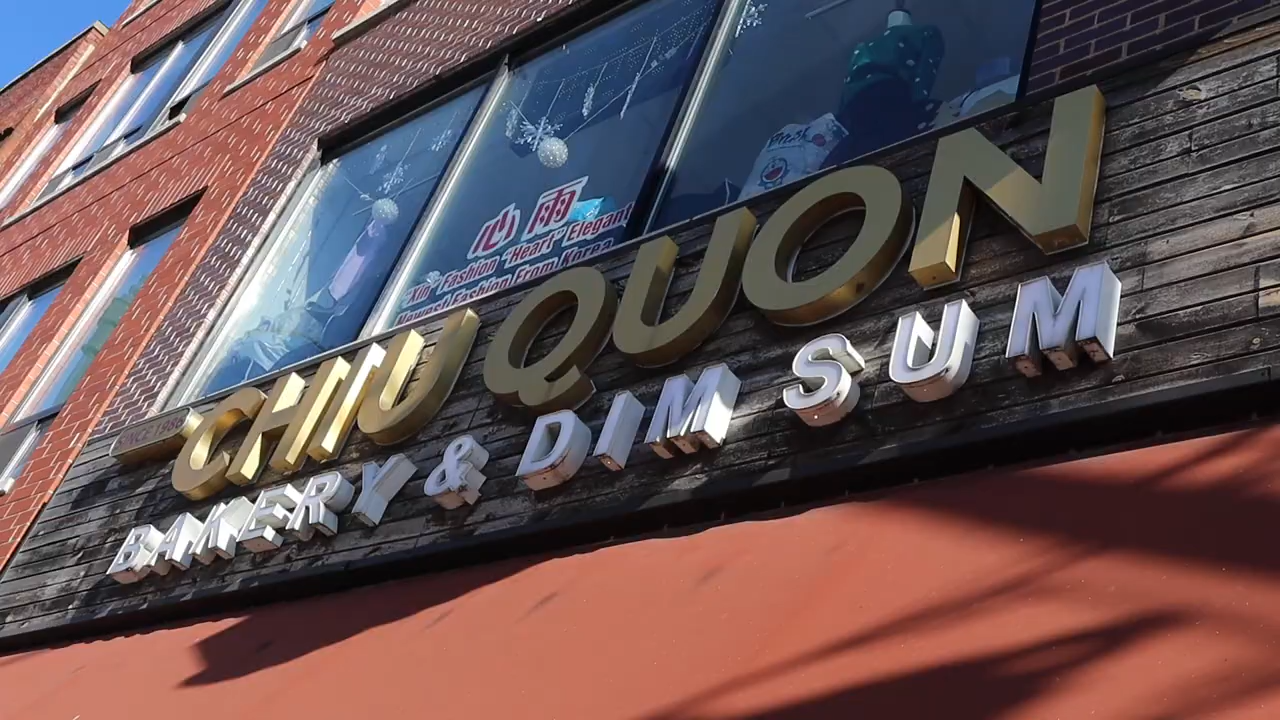 心 雨
"Xin" Fashion "Heart" Elegant
Newest Fashion From Korea
SINCE 1986
CHIU QUON
BAKERY & DIM SUM